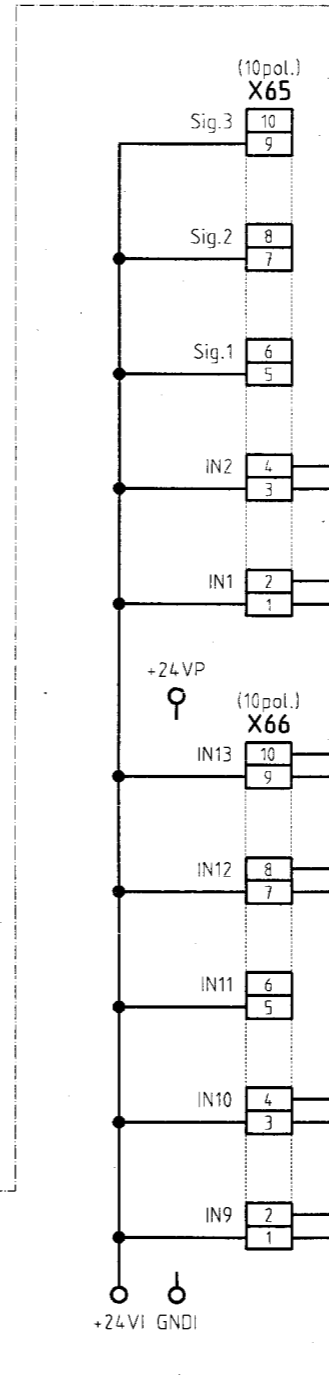 (10pol.)
X65
Sig.3 10
9
Sig.2 8
7
Sig.1 6
5
IN2 4
3
IN1 2
1
+24VP
(10pol.)
X66
IN13 10
9
IN12 8
7
IN11 6
5
IN10 4
3
IN9 2
1
+24VI GNDI